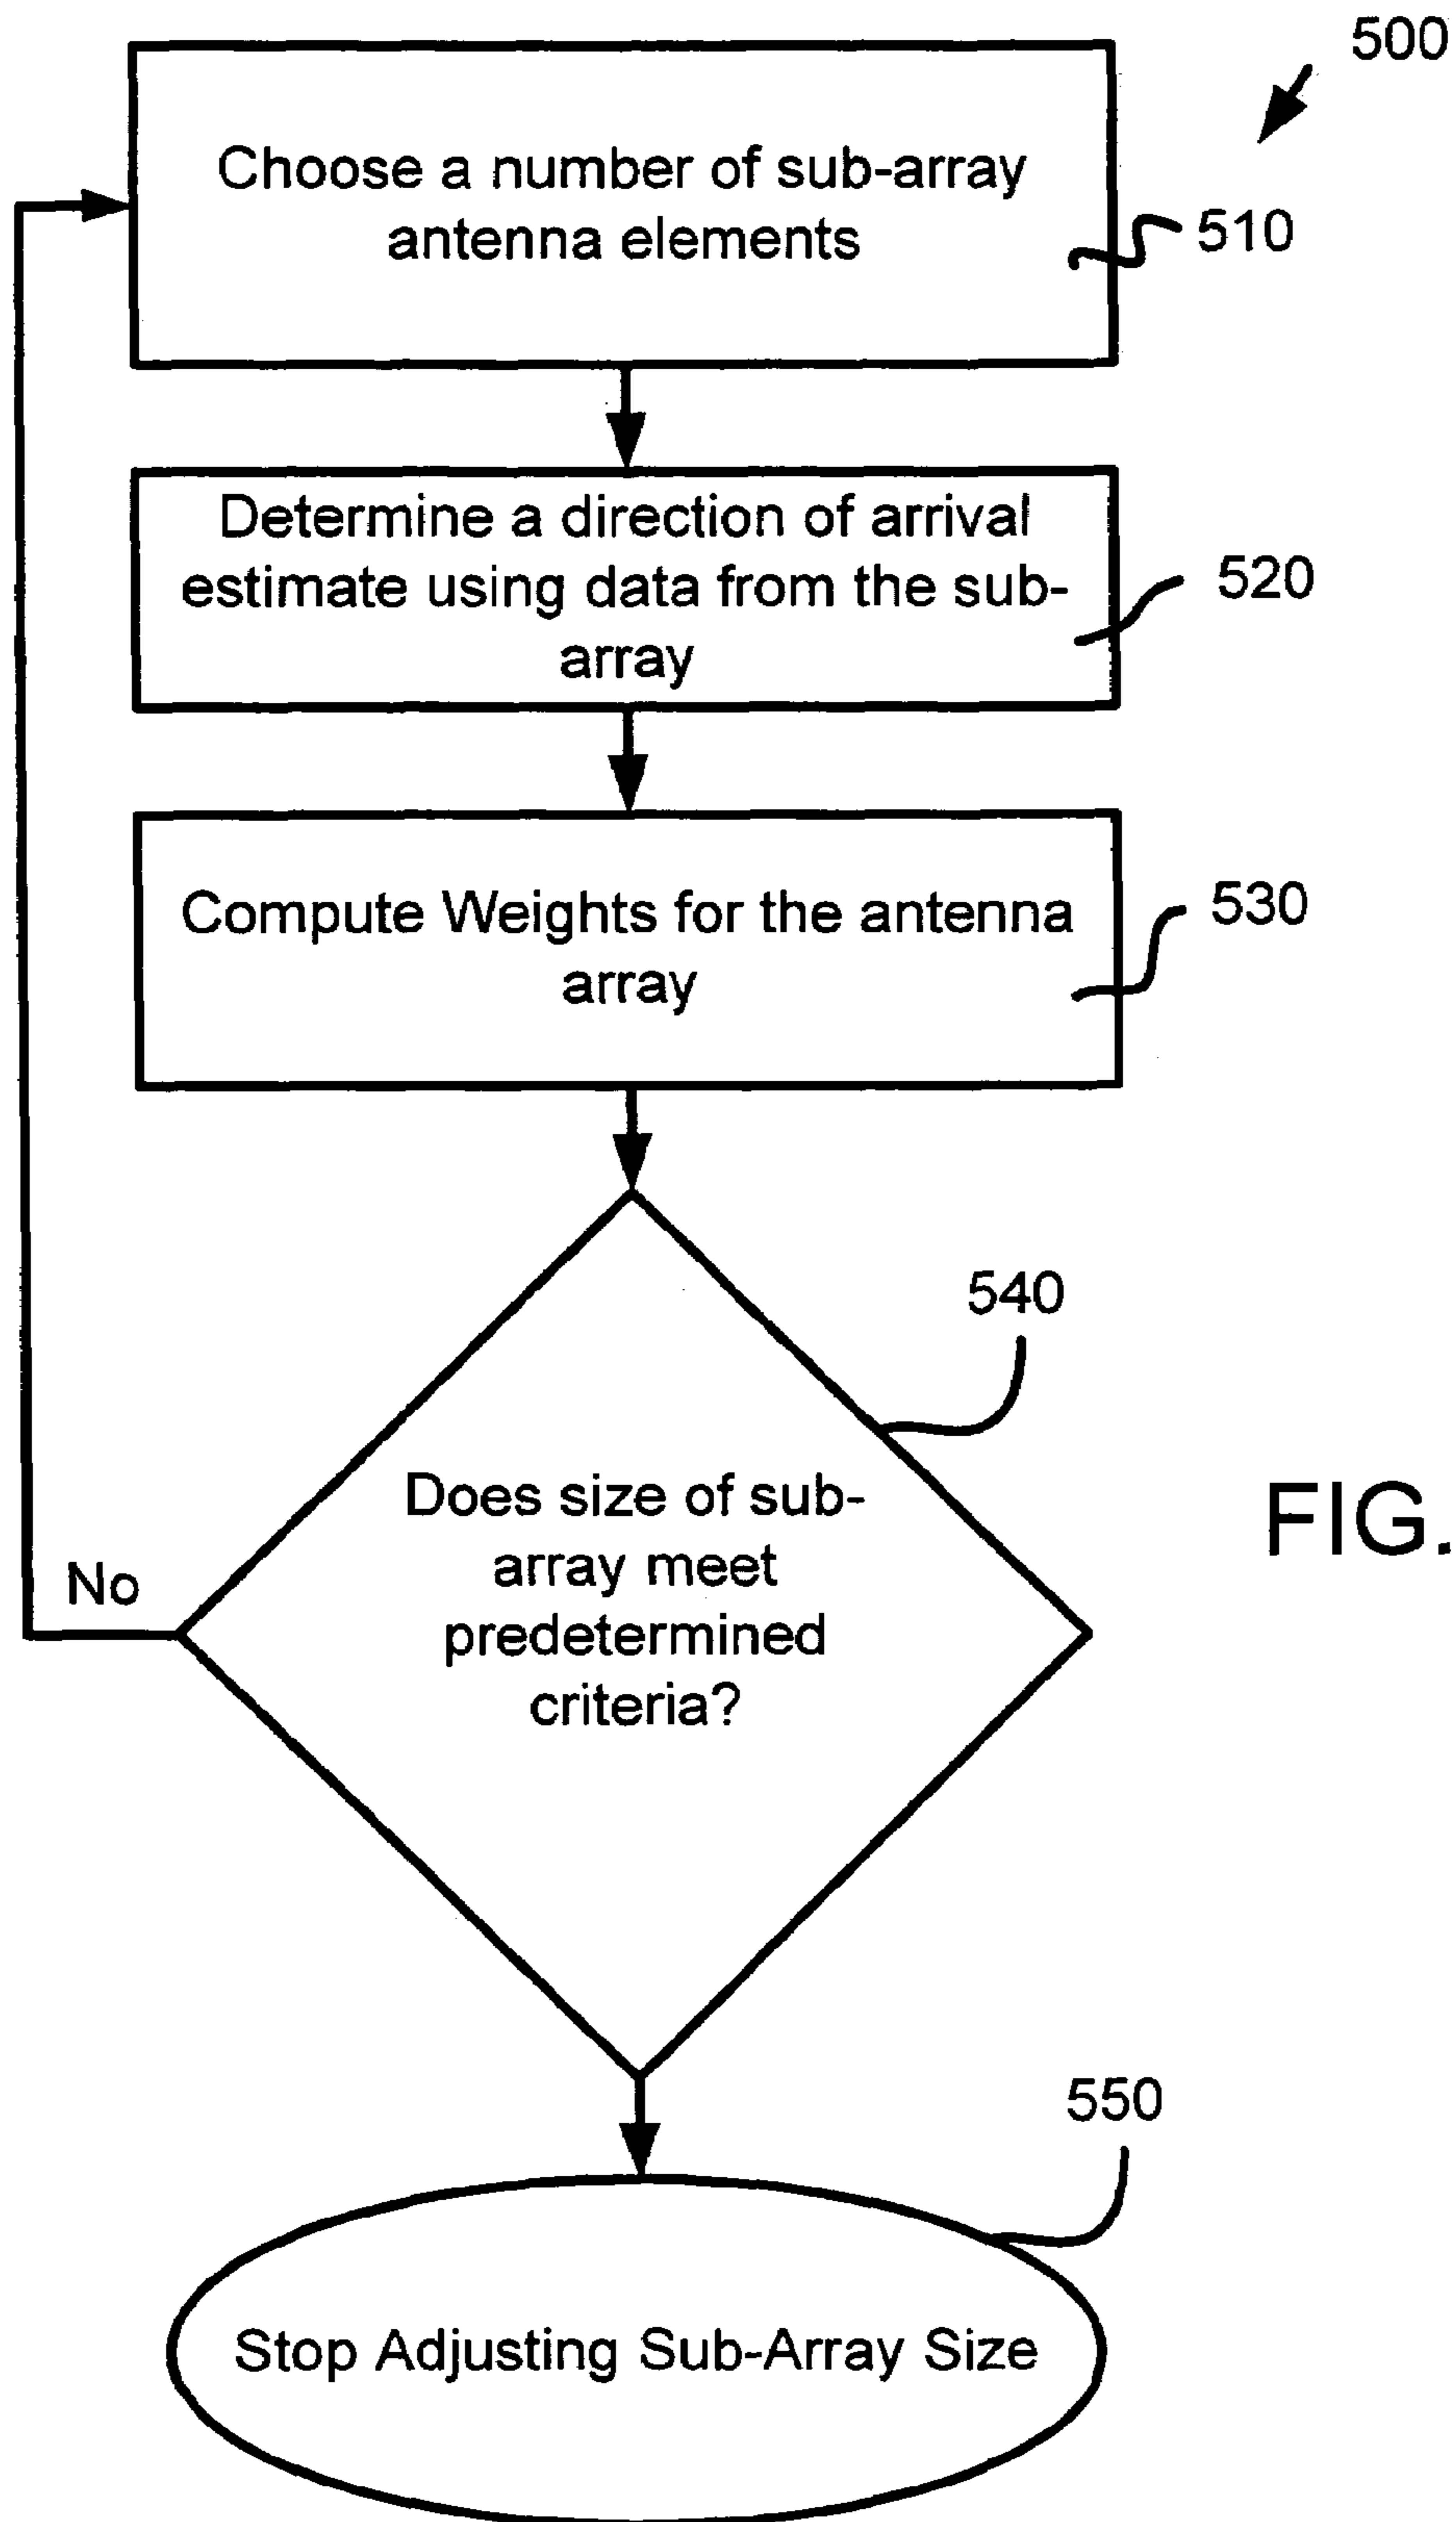 500
Choose a number of sub-array
antenna elements
510
Determine a direction of arrival
estimate using data from the sub-
array
520
Compute Weights for the antenna
array
530
540
Does size of sub-
array meet
predetermined
criteria?
No
FIG.
550
Stop Adjusting Sub-Array Size